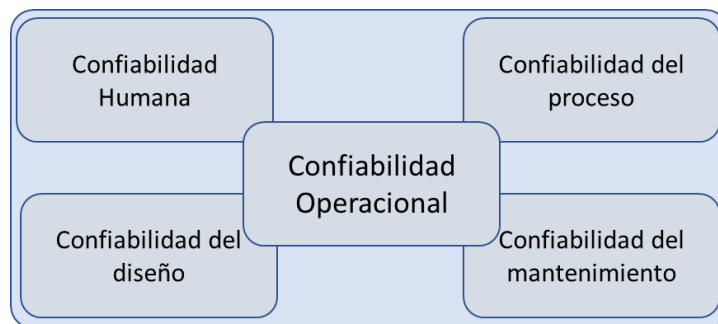 Confiabilidad
Humana
Confiabilidad del
proceso
Confiabilidad
Operacional
Confiabilidad del
diseño
Confiabilidad del
mantenimiento